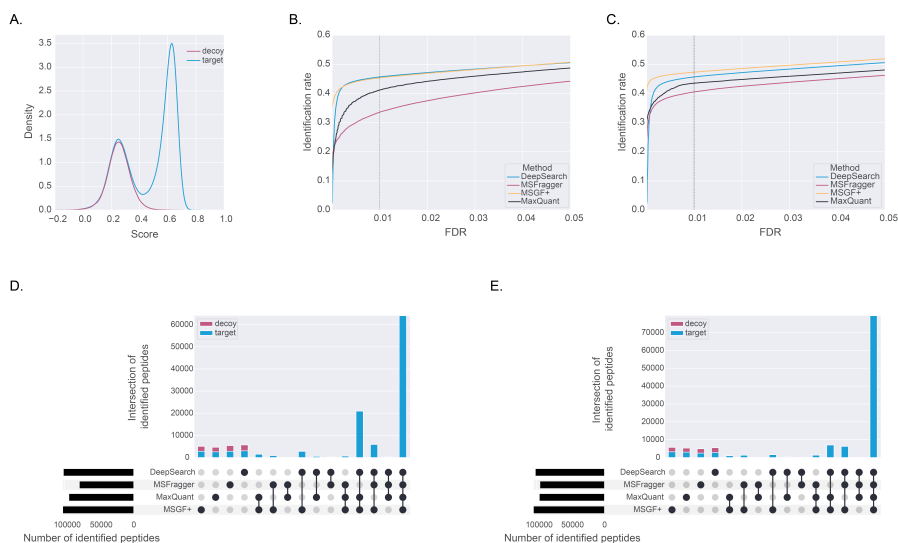 A.
3.5
3.0
2.5
2.0
1.5
1.0
0.5
0.0
Density
decoy
target
−0.2 0.0 0.2 0.4 0.6 0.8 1.0
Score
B.
0.6
0.5
0.4
0.3
0.2
0.1
0.0
Identification rate
Method
DeepSearch
MSFragger
MSGF+
MaxQuant
0.01 0.02 0.03 0.04 0.05
FDR
C.
0.6
0.5
0.4
0.3
0.2
0.1
0.0
Identification rate
Method
DeepSearch
MSFragger
MSGF+
MaxQuant
0.01 0.02 0.03 0.04 0.05
FDR
D.
60000
50000
40000
30000
20000
10000
0
Intersection of
identified peptides
decoy
target
DeepSearch
MSFragger
MaxQuant
MSGF+
100000 50000 0
Number of identified peptides
E.
70000
60000
50000
40000
30000
20000
10000
0
Intersection of
identified peptides
decoy
target
DeepSearch
MSFragger
MaxQuant
MSGF+
100000 50000 0
Number of identified peptides